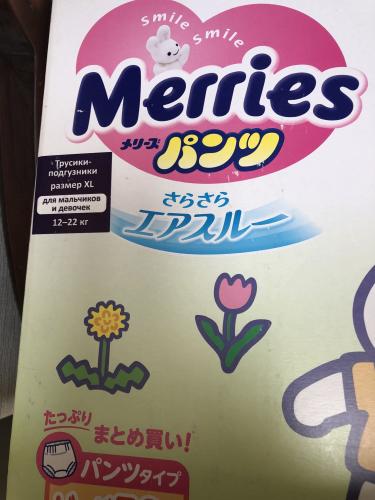 Smile Smile
Merries
メリーズ パンツ
Трусики-
подгузники
размер XL
для мальчиков
и девочек
12–22 кг
さらさら
エアスルー
たっぷり まとめ買い!
パンツタイプ